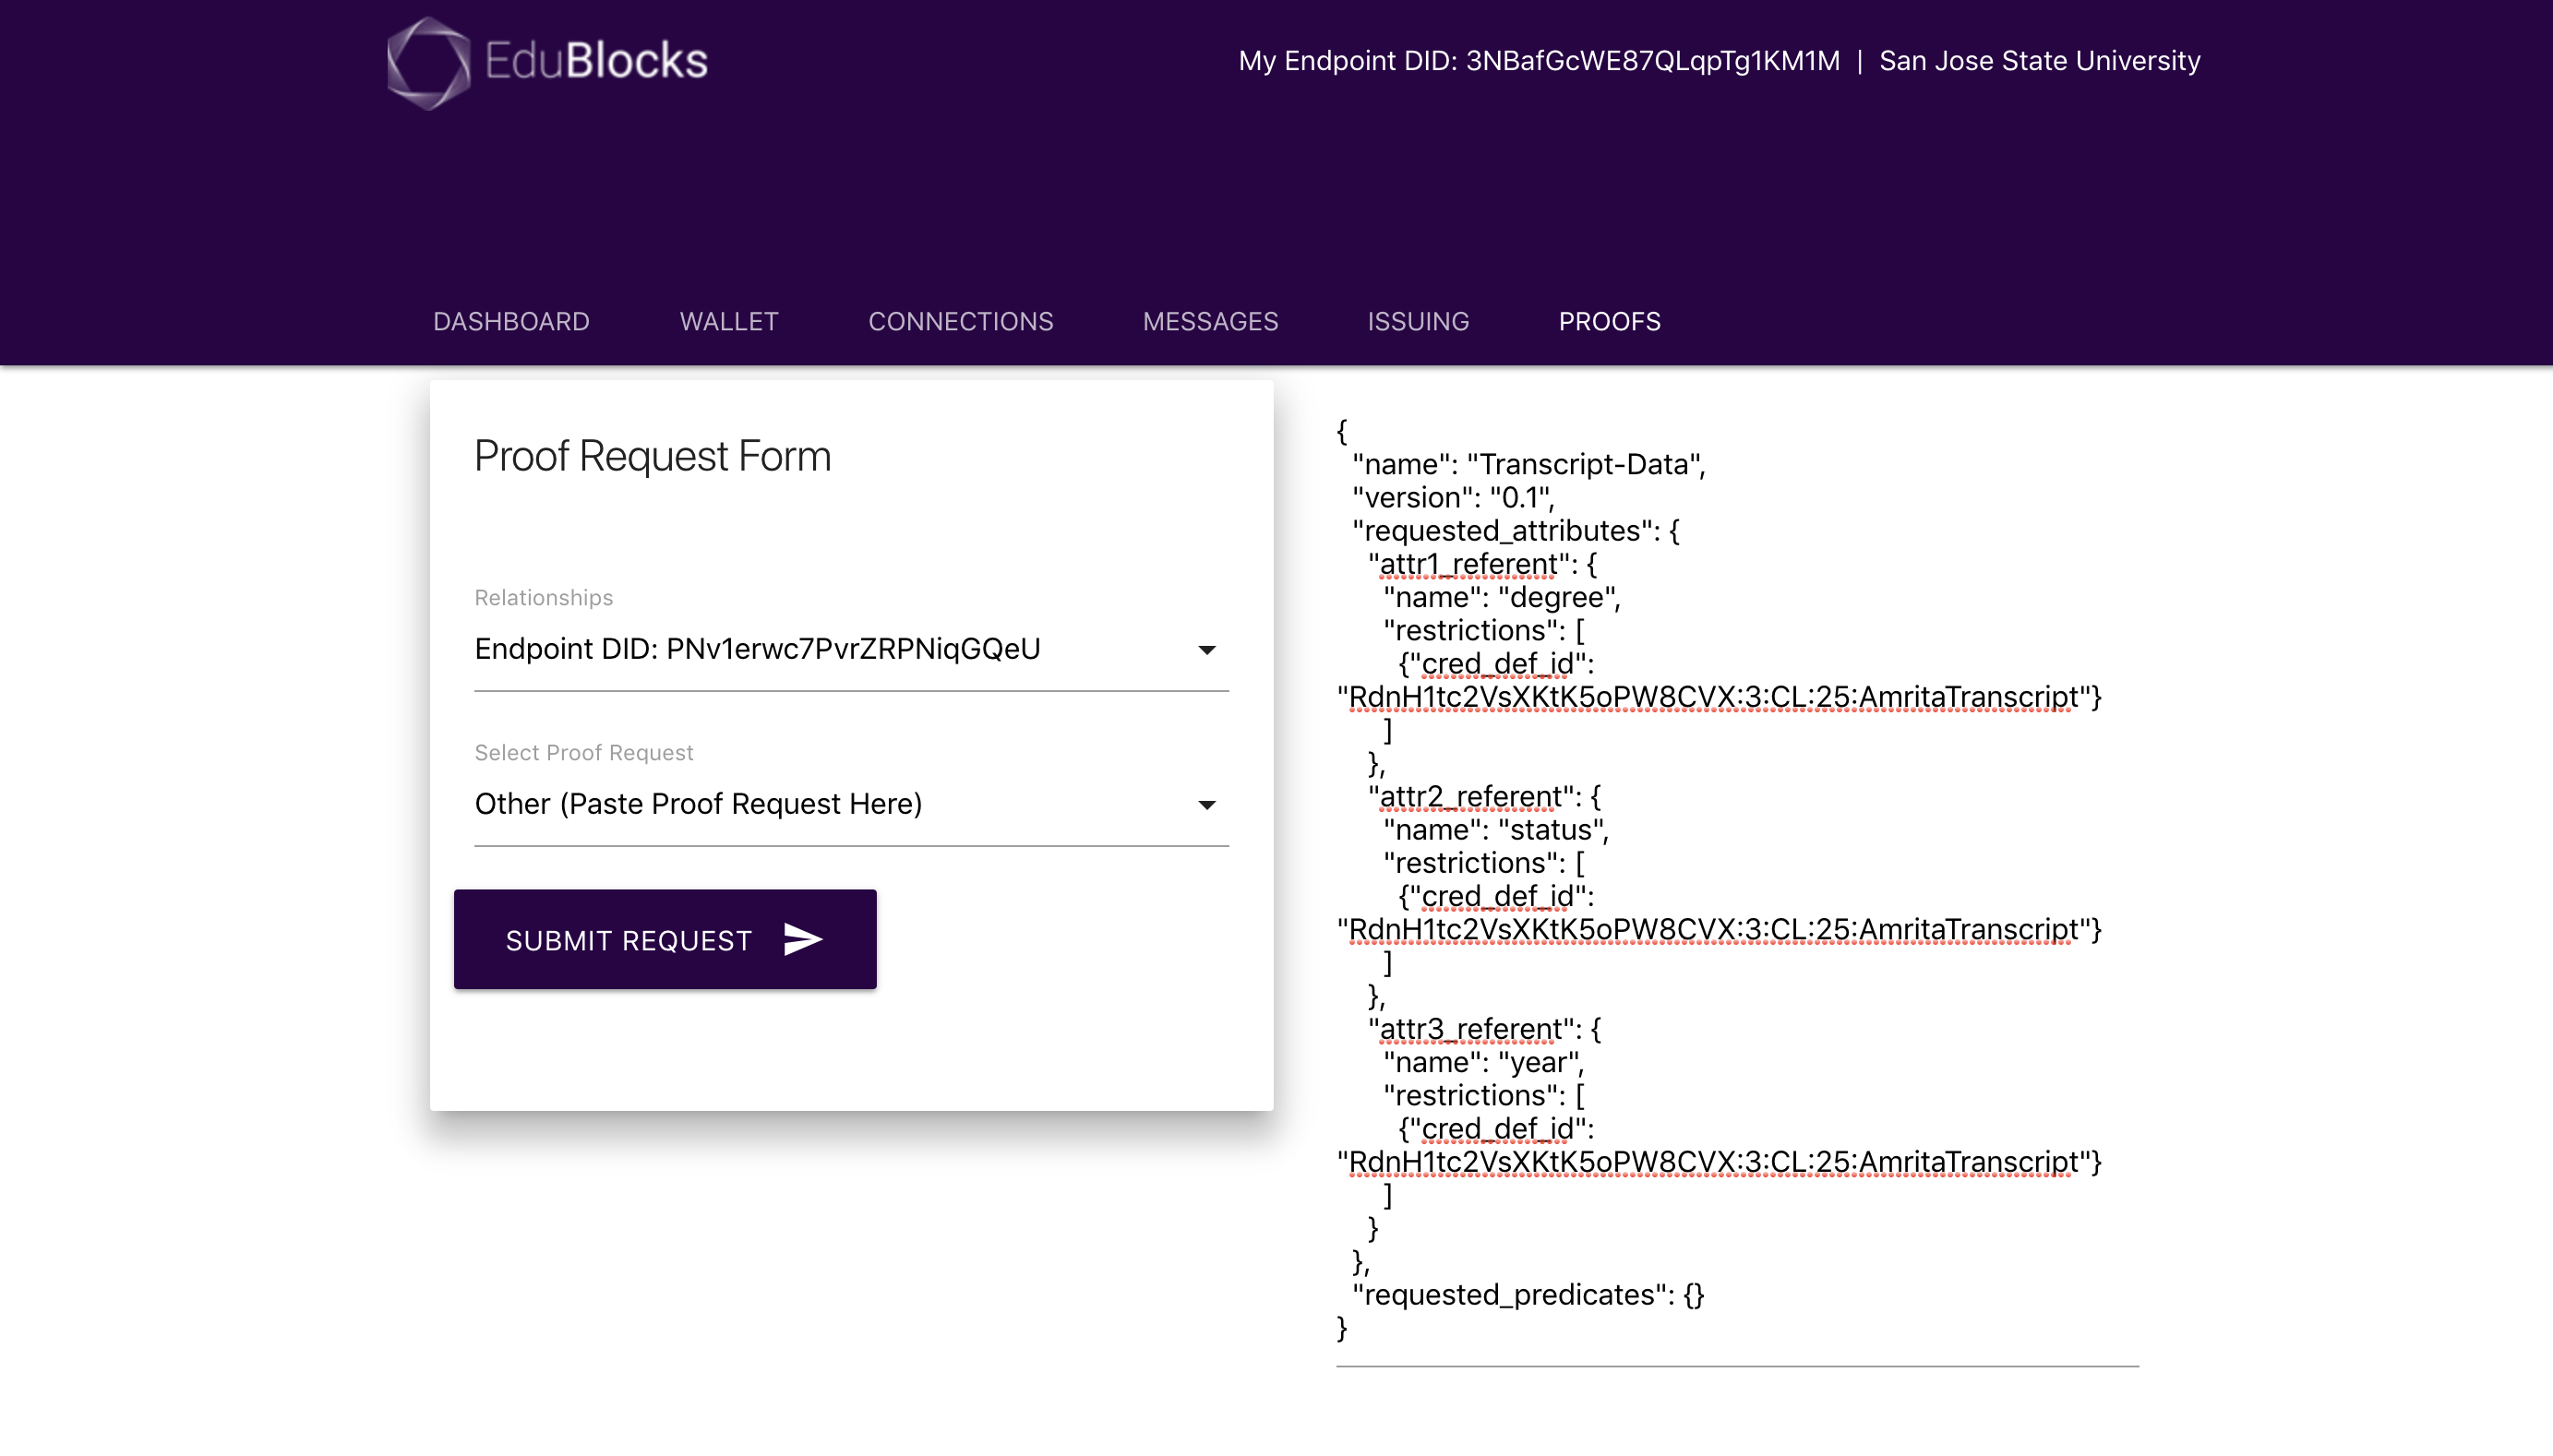 EduBlocks
My Endpoint DID: 3NBafGcWE87QLqpTg1KM1M | San Jose State University
DASHBOARD WALLET CONNECTIONS MESSAGES ISSUING PROOFS
Proof Request Form
Relationships
Endpoint DID: PNv1erwc7PvrZRPNiqGQeU
Select Proof Request
Other (Paste Proof Request Here)
SUBMIT REQUEST
{
"name": "Transcript-Data",
"version": "0.1",
"requested_attributes": {
"attr1_referent": {
"name": "degree",
"restrictions": [
{"cred_def_id":
"RdnH1tc2VsXKtK5oPW8CVX:3:CL:25:AmritaTranscript"}
]
},
"attr2_referent": {
"name": "status",
"restrictions": [
{"cred_def_id":
"RdnH1tc2VsXKtK5oPW8CVX:3:CL:25:AmritaTranscript"}
]
},
"attr3_referent": {
"name": "year",
"restrictions": [
{"cred_def_id":
"RdnH1tc2VsXKtK5oPW8CVX:3:CL:25:AmritaTranscript"}
]
}
},
"requested_predicates": {}
}